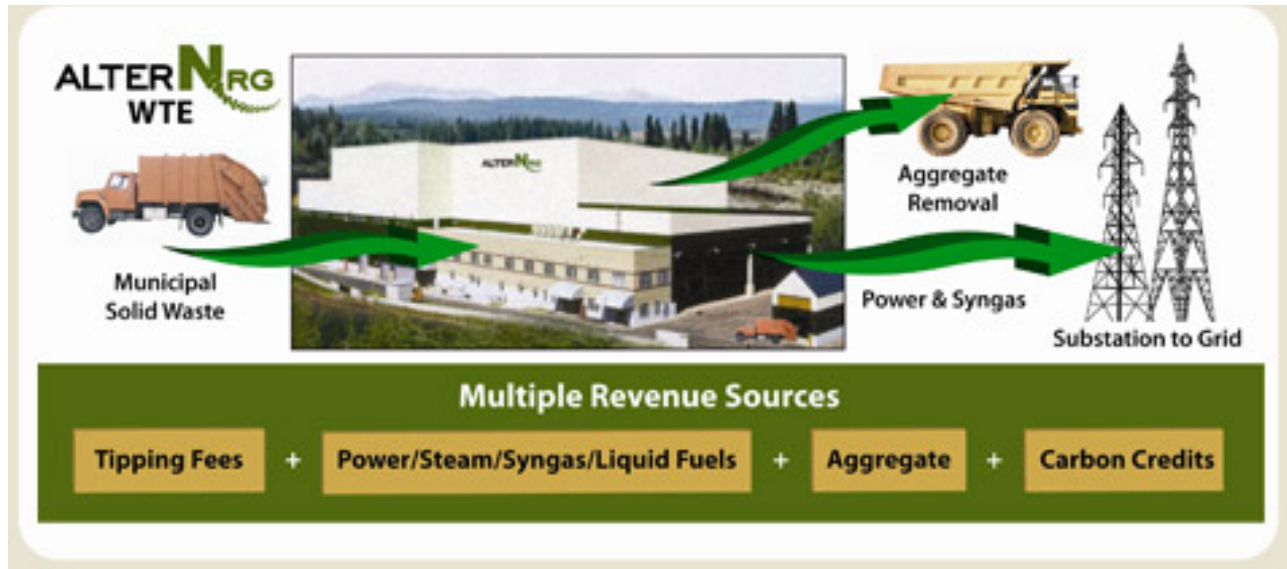 ALTERNRG
WTE
ALTERNRG
Municipal
Solid Waste
Aggregate
Removal
Power & Syngas
Substation to Grid
Multiple Revenue Sources
Tipping Fees + Power/Steam/Syngas/Liquid Fuels + Aggregate + Carbon Credits